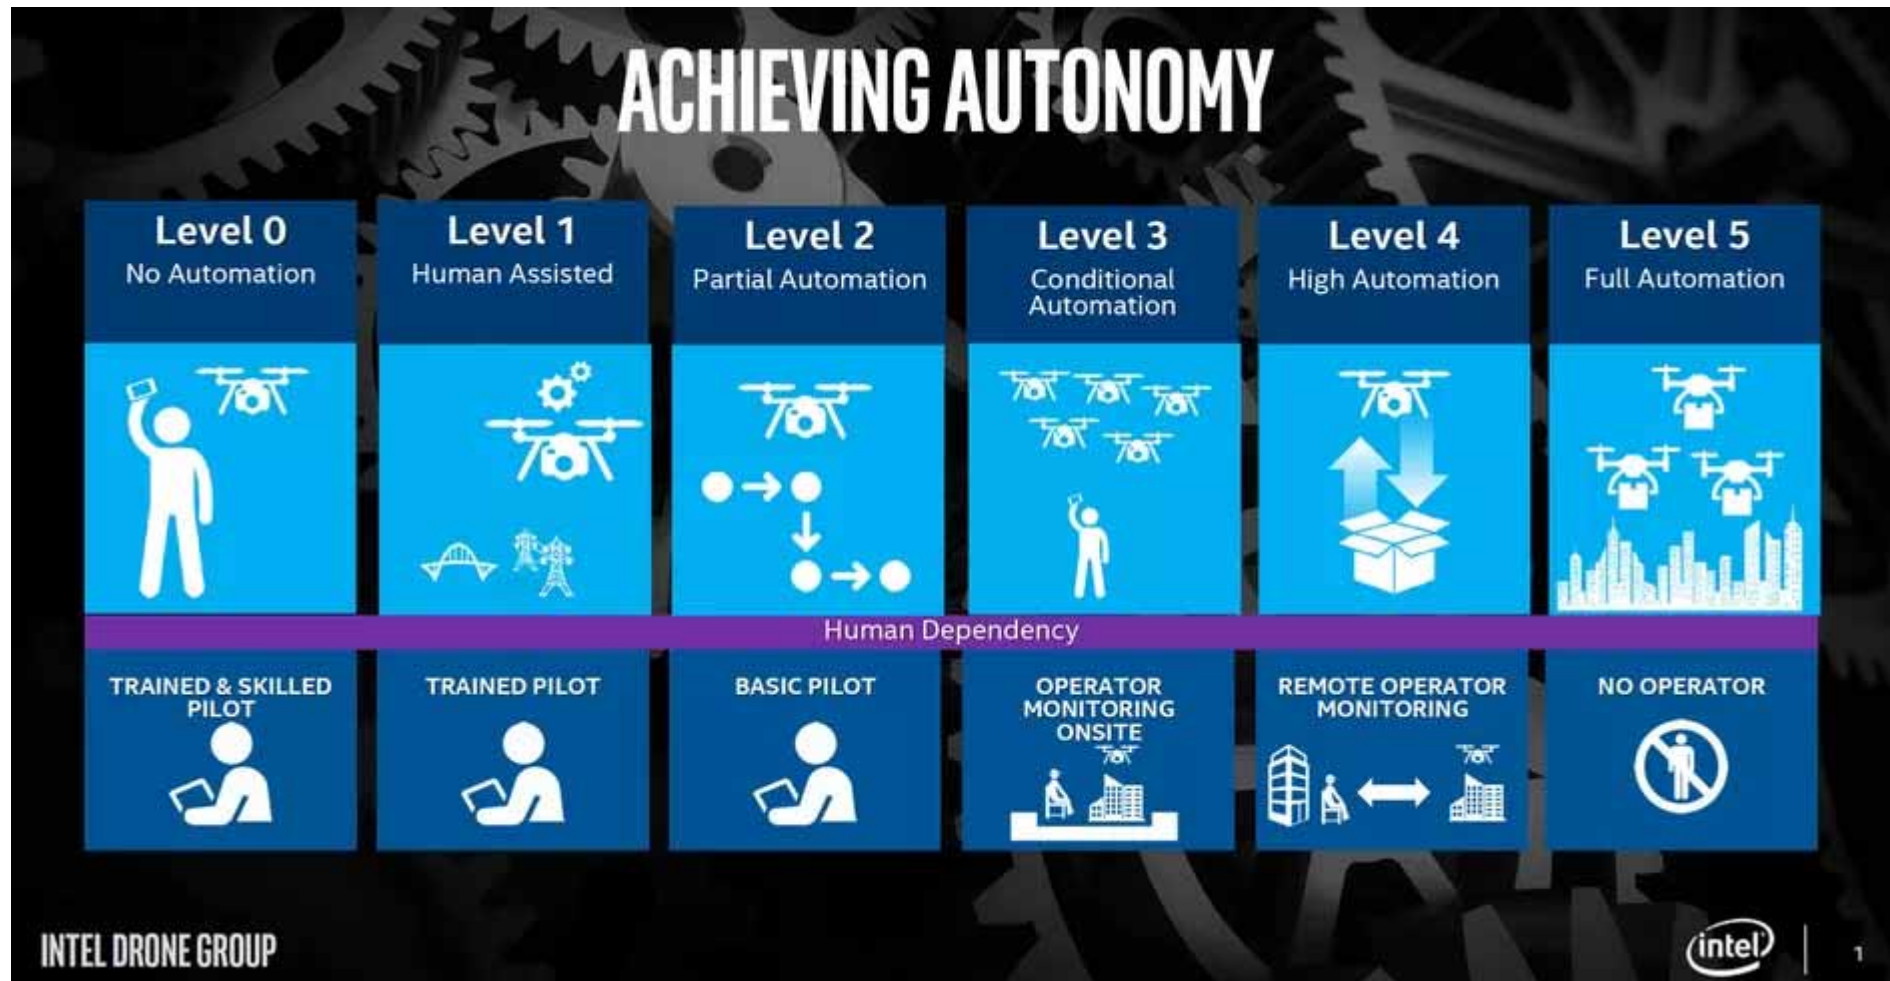 ACHIEVING AUTONOMY
Level 0
No Automation
Level 1
Human Assisted
Level 2
Partial Automation
Level 3
Conditional
Automation
Level 4
High Automation
Level 5
Full Automation
Human Dependency
TRAINED & SKILLED
PILOT
TRAINED PILOT
BASIC PILOT
OPERATOR
MONITORING
ONSITE
REMOTE OPERATOR
MONITORING
NO OPERATOR
INTEL DRONE GROUP
intel
1